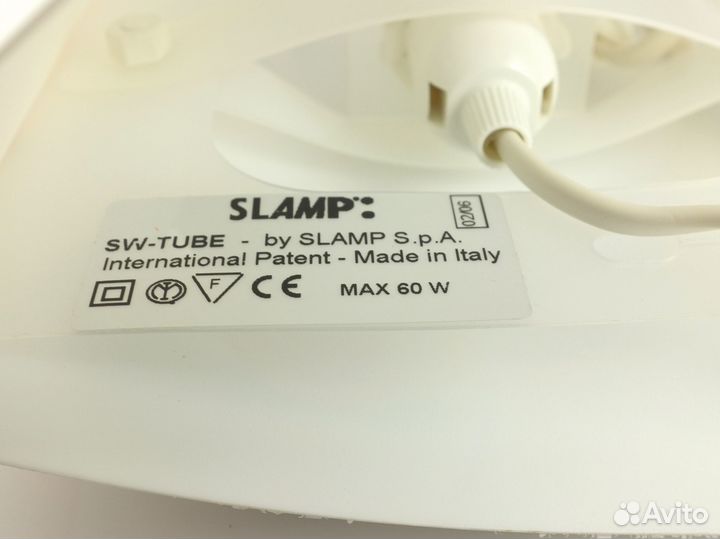 SLAMP
02/06
SW-TUBE - by SLAMP S.p.A.
International Patent - Made in Italy
F CE MAX 60 W
Avito